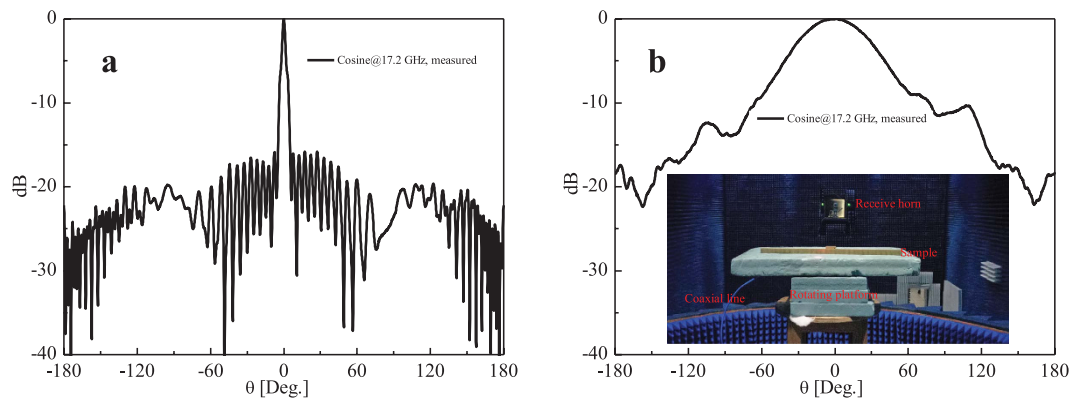 dB
0
-10
-20
-30
-40
a
Cosine@17.2 GHz, measured
-180
-120
-60
0
60
120
180
θ [Deg.]
dB
0
-10
-20
-30
-40
b
Cosine@17.2 GHz, measured
Receive horn
Sample
Coaxial line
Rotating platform
-180
-120
-60
0
60
120
180
θ [Deg.]